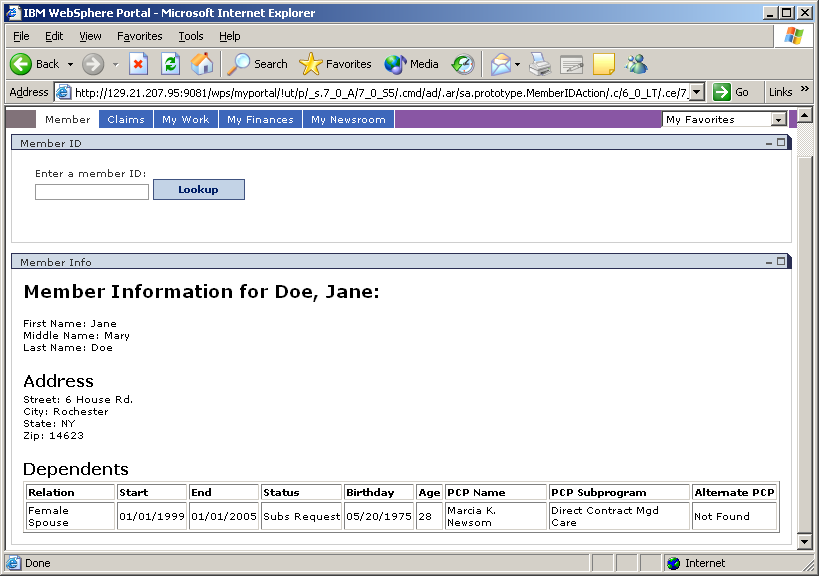 IBM WebSphere Portal - Microsoft Internet Explorer
File Edit View Favorites Tools Help
Back Search Favorites Media
Address http://129.21.207.95:9081/wps/myportal/!ut/p/_s.7_0_A/7_0_S5/.cmd/ad/.ar/sa.prototype.MemberIDAction/.c/6_0_LT/.ce/7_ Go Links »
Member Claims My Work My Finances My Newsroom My Favorites
Member ID
Enter a member ID:
Lookup
Member Info
Member Information for Doe, Jane:
First Name: Jane
Middle Name: Mary
Last Name: Doe
Address
Street: 6 House Rd.
City: Rochester
State: NY
Zip: 14623
Dependents
Relation Start End Status Birthday Age PCP Name PCP Subprogram Alternate PCP
Female Spouse 01/01/1999 01/01/2005 Subs Request 05/20/1975 28 Marcia K. Newsom Direct Contract Mgd Care Not Found
Done Internet